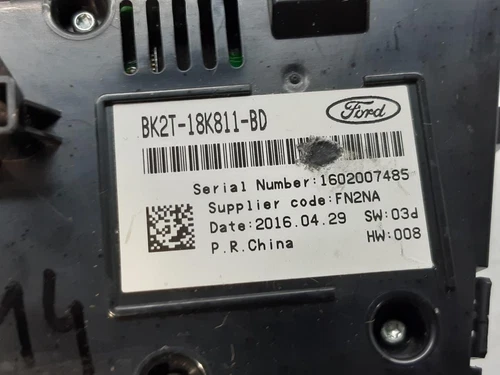 BK2T-18K811-BD
Ford
Serial Number:1602007485
Supplier code:FN2NA
Date:2016.04.29 SW:03d
P.R.China HW:008
14